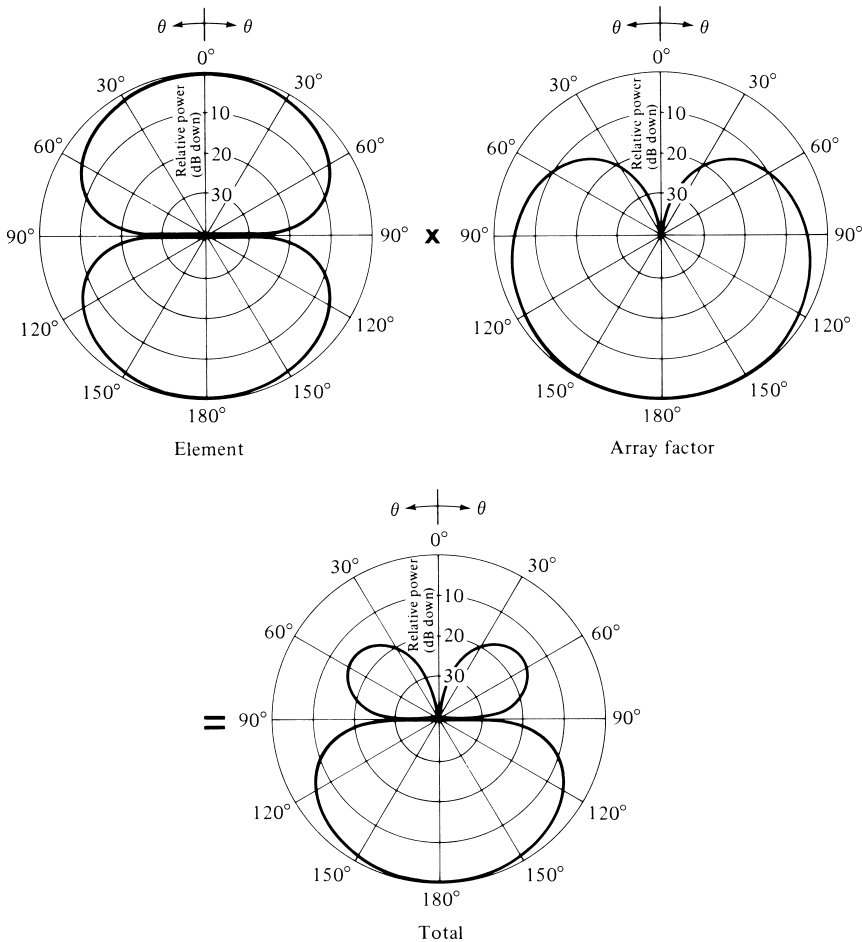 θ θ
0°
30° 30°
60° 60°
90° 90°
120° 120°
150° 150°
180°
Relative power
(dB down)
10
20
30
Element
x
θ θ
0°
30° 30°
60° 60°
90° 90°
120° 120°
150° 150°
180°
Relative power
(dB down)
10
20
30
Array factor
=
θ θ
0°
30° 30°
60° 60°
90° 90°
120° 120°
150° 150°
180°
Relative power
(dB down)
10
20
30
Total